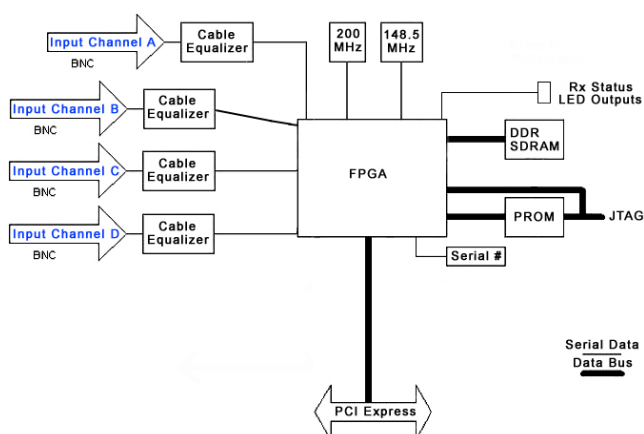 Input Channel A
BNC
Cable
Equalizer
200
MHz
148.5
MHz
Rx Status
LED Outputs
Input Channel B
BNC
Cable
Equalizer
DDR
SDRAM
Input Channel C
BNC
Cable
Equalizer
FPGA
PROM
JTAG
Input Channel D
BNC
Cable
Equalizer
Serial #
Serial Data
Data Bus
PCI Express